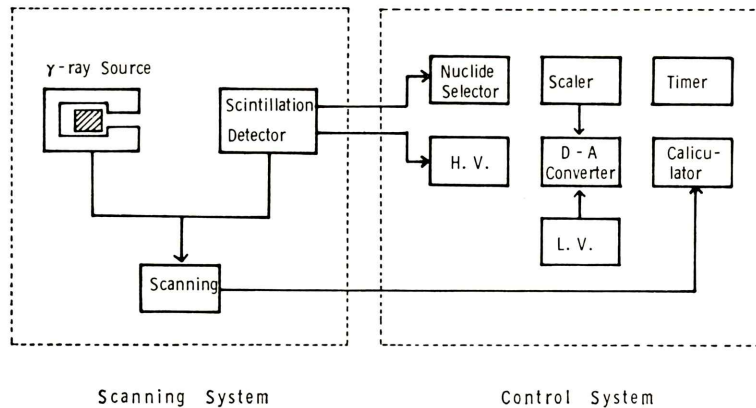 γ-ray Source
Scintillation
Detector
Scanning
Nuclide
Selector
Scaler
Timer
H. V.
D - A
Converter
Calicu-
lator
L. V.
Scanning System
Control System